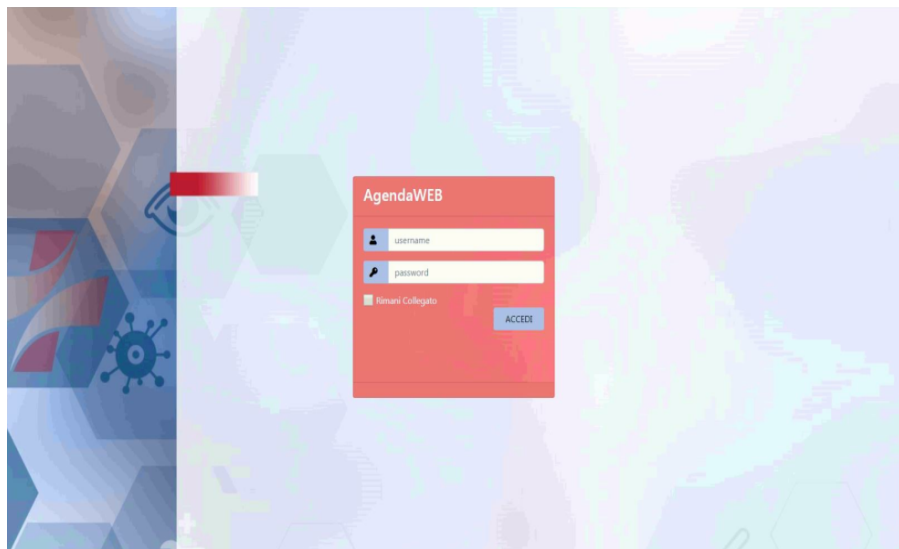 AgendaWEB
username
password
Rimani Collegato
ACCEDI